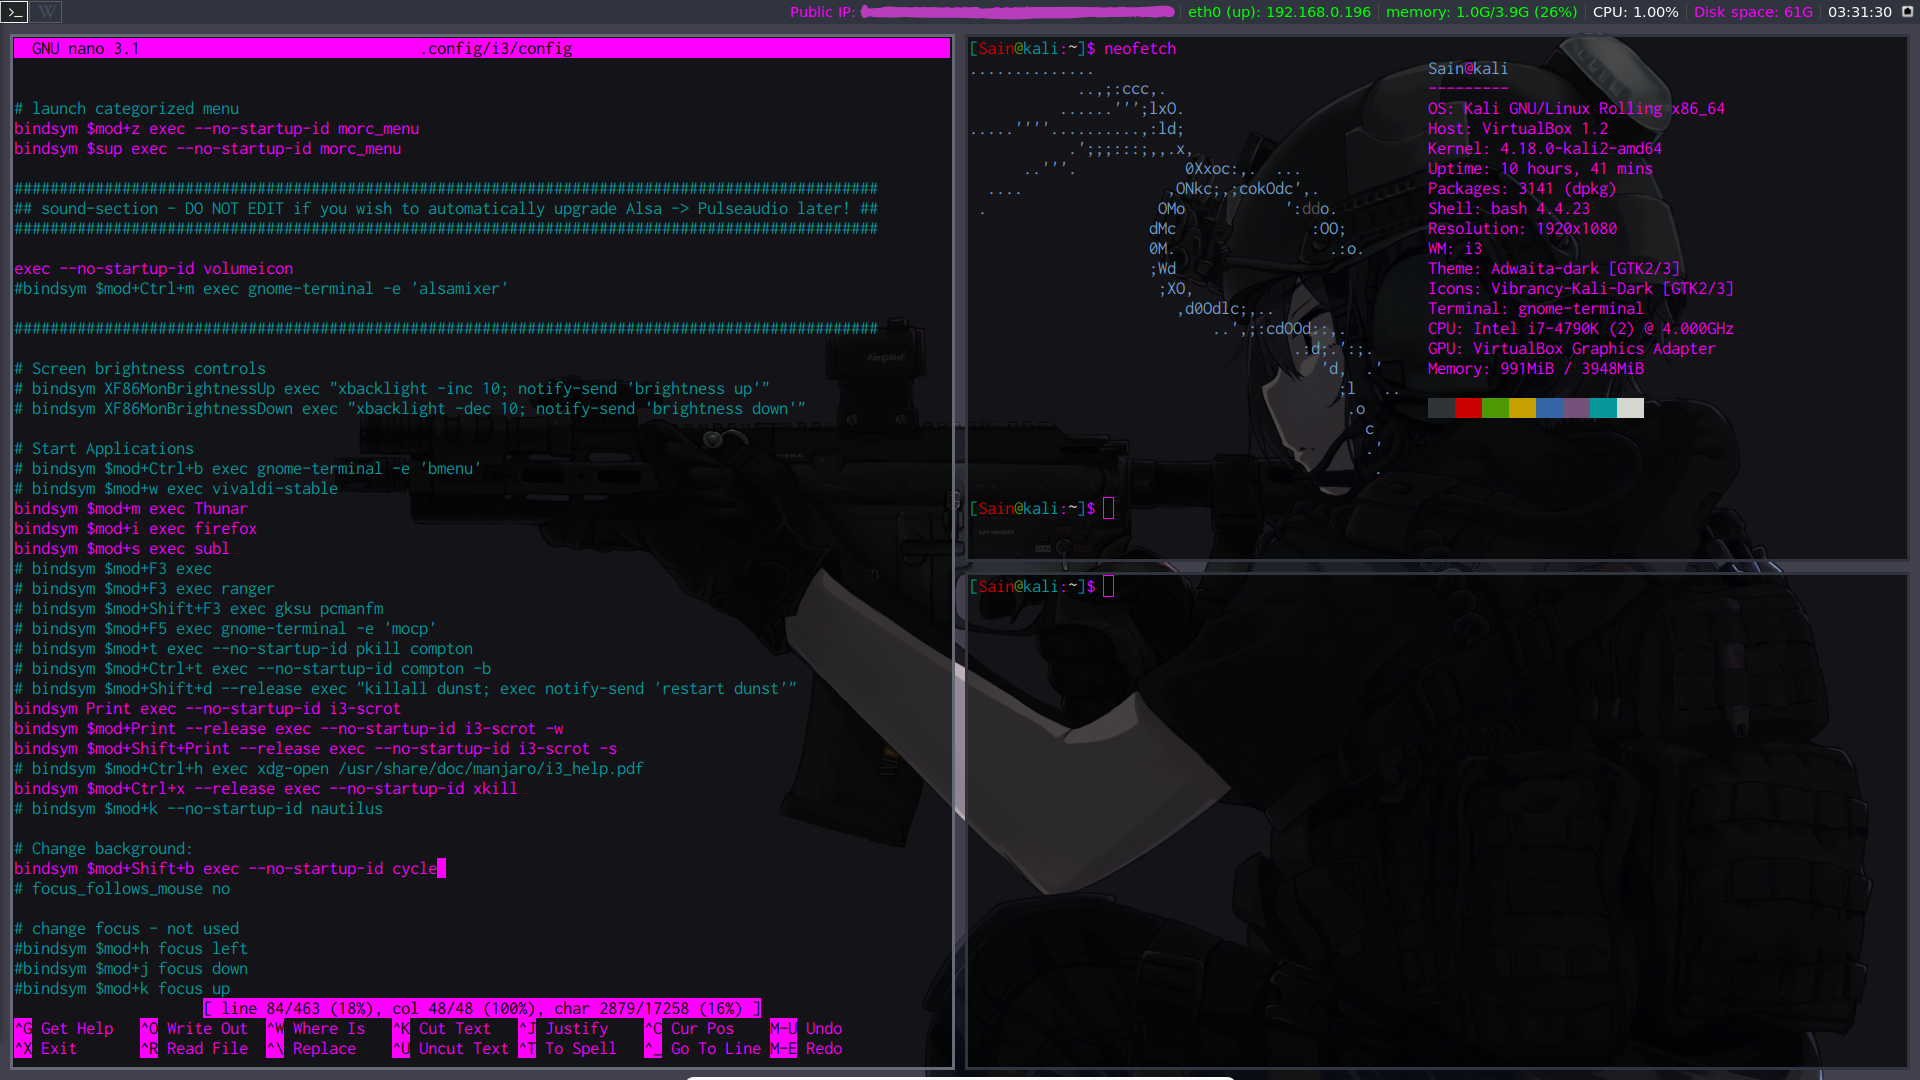 >_ W
Public IP: eth0 (up): 192.168.0.196 memory: 1.0G/3.9G (26%) CPU: 1.00% Disk space: 61G 03:31:30
GNU nano 3.1 .config/i3/config
# launch categorized menu
bindsym $mod+z exec --no-startup-id morc_menu
bindsym $sup exec --no-startup-id morc_menu
################################################################################################
## sound-section - DO NOT EDIT if you wish to automatically upgrade Alsa -> Pulseaudio later! ##
################################################################################################
exec --no-startup-id volumeicon
#bindsym $mod+Ctrl+m exec gnome-terminal -e 'alsamixer'
################################################################################################
# Screen brightness controls
# bindsym XF86MonBrightnessUp exec "xbacklight -inc 10; notify-send 'brightness up'"
# bindsym XF86MonBrightnessDown exec "xbacklight -dec 10; notify-send 'brightness down'"
# Start Applications
# bindsym $mod+Ctrl+b exec gnome-terminal -e 'bmenu'
# bindsym $mod+w exec vivaldi-stable
bindsym $mod+m exec Thunar
bindsym $mod+i exec firefox
bindsym $mod+s exec subl
# bindsym $mod+F3 exec
# bindsym $mod+F3 exec ranger
# bindsym $mod+Shift+F3 exec gksu pcmanfm
# bindsym $mod+F5 exec gnome-terminal -e 'mocp'
# bindsym $mod+t exec --no-startup-id pkill compton
# bindsym $mod+Ctrl+t exec --no-startup-id compton -b
# bindsym $mod+Shift+d --release exec "killall dunst; exec notify-send 'restart dunst'"
bindsym Print exec --no-startup-id i3-scrot
bindsym $mod+Print --release exec --no-startup-id i3-scrot -w
bindsym $mod+Shift+Print --release exec --no-startup-id i3-scrot -s
# bindsym $mod+Ctrl+h exec xdg-open /usr/share/doc/manjaro/i3_help.pdf
bindsym $mod+Ctrl+x --release exec --no-startup-id xkill
# bindsym $mod+k --no-startup-id nautilus
# Change background:
bindsym $mod+Shift+b exec --no-startup-id cycle
# focus_follows_mouse no
# change focus - not used
#bindsym $mod+h focus left
#bindsym $mod+j focus down
#bindsym $mod+k focus up
[ line 84/463 (18%), col 48/48 (100%), char 2879/17258 (16%) ]
^G Get Help ^O Write Out ^W Where Is ^K Cut Text ^J Justify ^C Cur Pos M-U Undo
^X Exit ^R Read File ^\ Replace ^U Uncut Text ^T To Spell ^_ Go To Line M-E Redo
[Sain@kali:~]$ neofetch
..............
..,;:ccc,.
......''';lxO.
.....''''..........,:ld;
.';;;:::;,,.x,
..'''. 0Xxoc:,. ...
.... ,ONkc;,;cokOdc',.
. OMo ':ddo.
dMc :OO;
0M. .:o.
;Wd
;XO,
,d0Odlc;,..
..',;:cdOOd::,.
.:d;.':;.
'd, .'
;l ..
.o
c
.'
.
Sain@kali
---------
OS: Kali GNU/Linux Rolling x86_64
Host: VirtualBox 1.2
Kernel: 4.18.0-kali2-amd64
Uptime: 10 hours, 41 mins
Packages: 3141 (dpkg)
Shell: bash 4.4.23
Resolution: 1920x1080
WM: i3
Theme: Adwaita-dark [GTK2/3]
Icons: Vibrancy-Kali-Dark [GTK2/3]
Terminal: gnome-terminal
CPU: Intel i7-4790K (2) @ 4.000GHz
GPU: VirtualBox Graphics Adapter
Memory: 991MiB / 3948MiB
[Sain@kali:~]$
[Sain@kali:~]$
Aimpoint